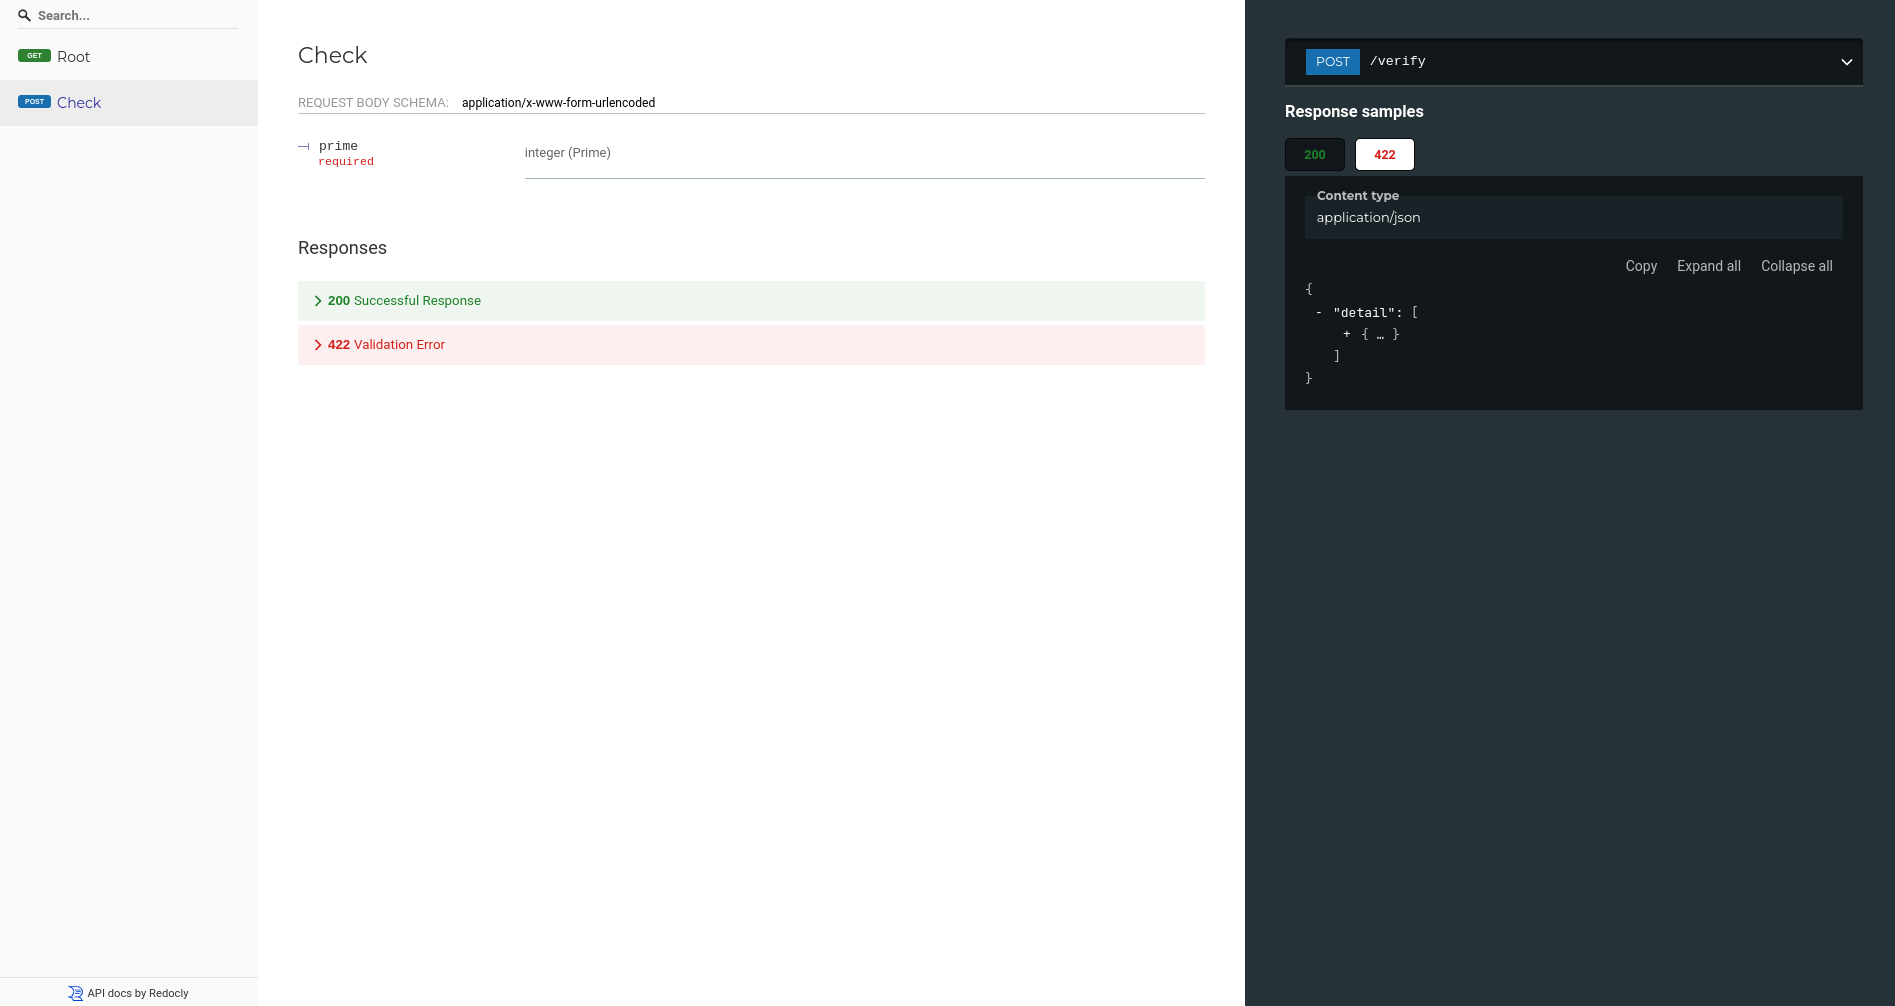 Search...
GET Root
POST Check
API docs by Redocly
Check
REQUEST BODY SCHEMA: application/x-www-form-urlencoded
prime
required
integer (Prime)
Responses
200 Successful Response
422 Validation Error
POST /verify
Response samples
200 422
Content type
application/json
Copy Expand all Collapse all
{
- "detail": [
+ { … }
]
}